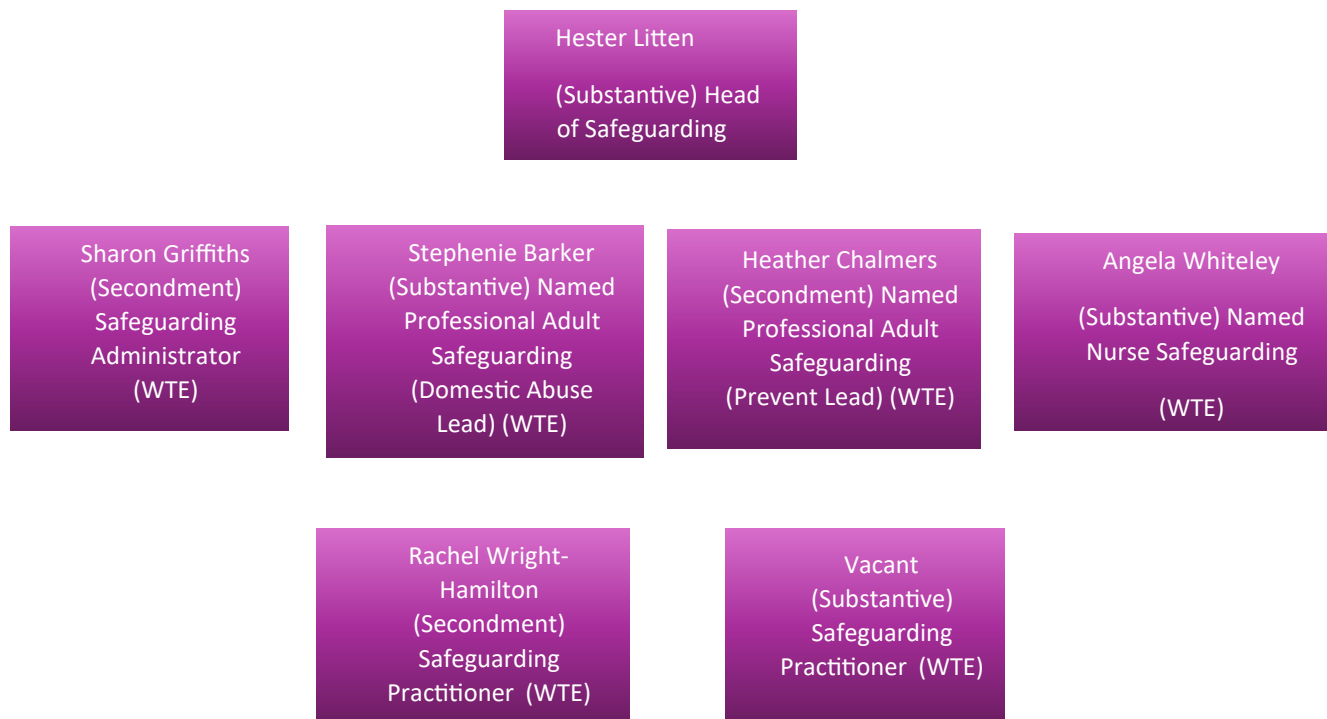 Hester Litten
(Substantive) Head
of Safeguarding
Sharon Griffiths
(Secondment)
Safeguarding
Administrator
(WTE)
Stephenie Barker
(Substantive) Named
Professional Adult
Safeguarding
(Domestic Abuse
Lead) (WTE)
Heather Chalmers
(Secondment) Named
Professional Adult
Safeguarding
(Prevent Lead) (WTE)
Angela Whiteley
(Substantive) Named
Nurse Safeguarding
(WTE)
Rachel Wright-
Hamilton
(Secondment)
Safeguarding
Practitioner (WTE)
Vacant
(Substantive)
Safeguarding
Practitioner (WTE)